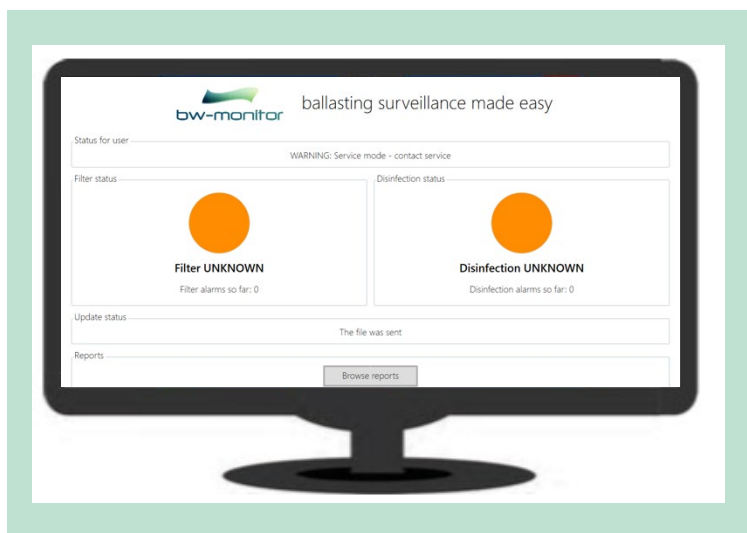 bw-monitor
ballasting surveillance made easy
Status for user
WARNING: Service mode - contact service
Filter status
Filter UNKNOWN
Filter alarms so far: 0
Disinfection status
Disinfection UNKNOWN
Disinfection alarms so far: 0
Update status
The file was sent
Reports
Browse reports